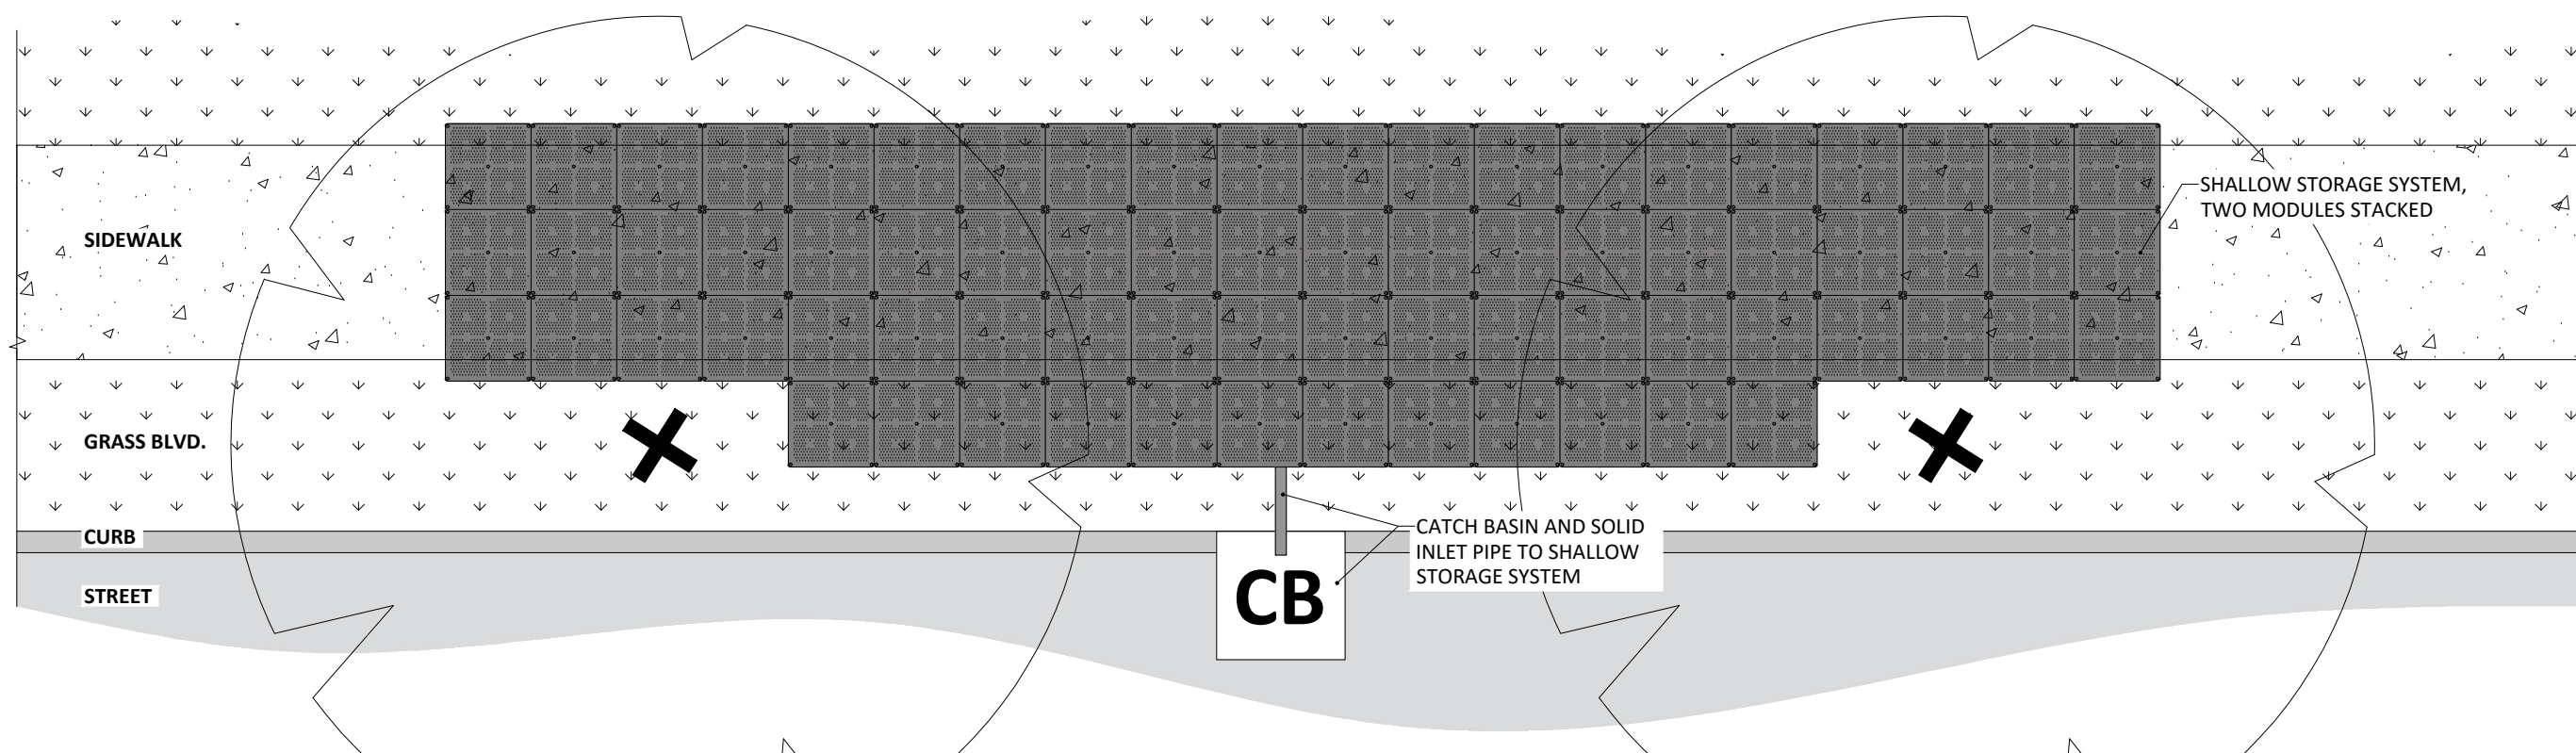 SHALLOW STORAGE SYSTEM,
TWO MODULES STACKED
SIDEWALK
GRASS BLVD.
CURB
CATCH BASIN AND SOLID
INLET PIPE TO SHALLOW
STORAGE SYSTEM
STREET
CB